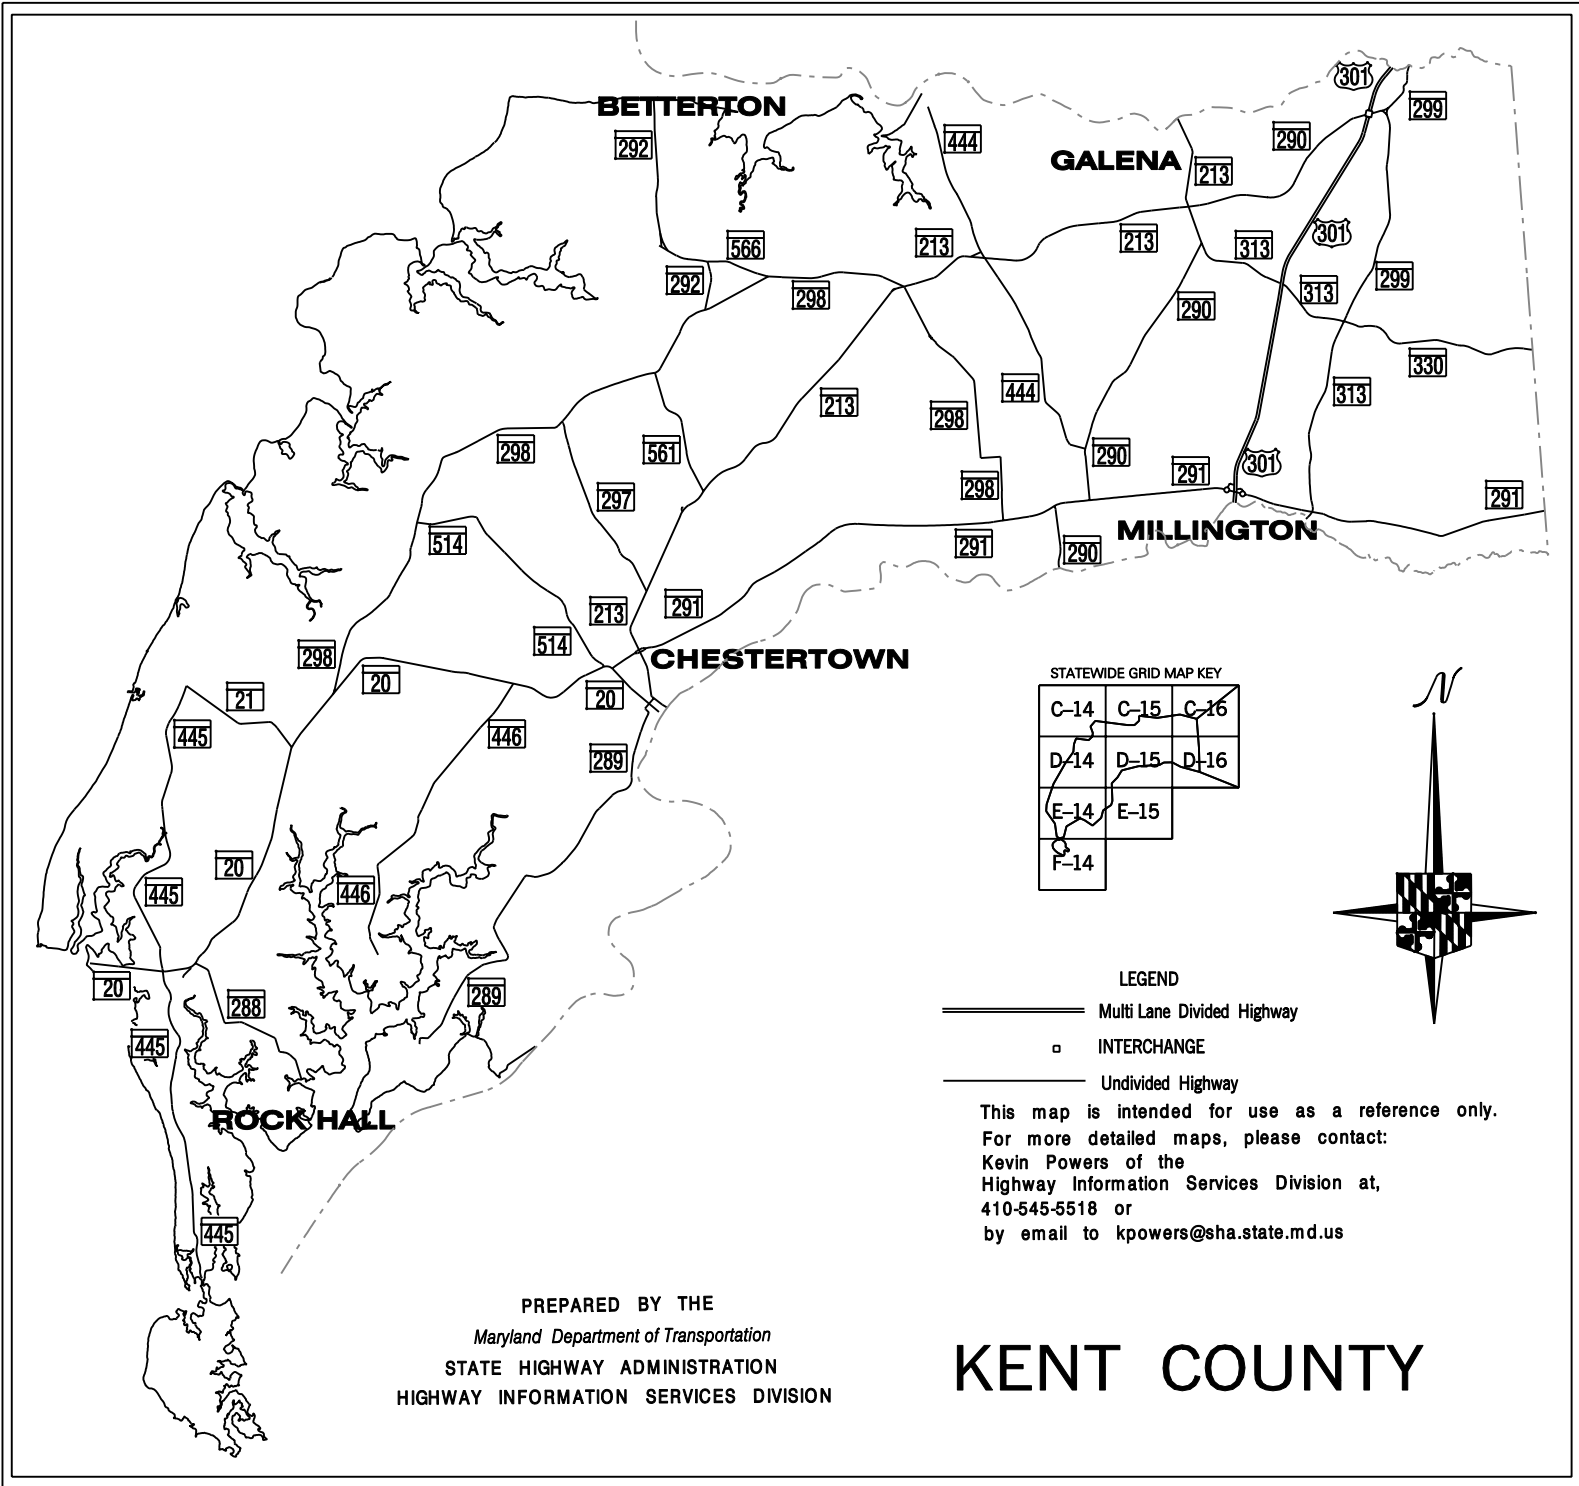 301
299
BETTERTON
292
444
290
GALENA
213
566
213
213
313
301
292
298
290
313
299
330
213
298
444
313
298
561
290
291
301
297
298
291
MILLINGTON
514
291
290
213
291
514
298
CHESTERTOWN
20
20
21
445
446
289
STATEWIDE GRID MAP KEY
C-14 C-15 C-16
D-14 D-15 D-16
E-14 E-15
F-14
N
20
445
446
20
288
289
445
ROCK HALL
445
LEGEND
Multi Lane Divided Highway
INTERCHANGE
Undivided Highway
This map is intended for use as a reference only.
For more detailed maps, please contact:
Kevin Powers of the
Highway Information Services Division at,
410-545-5518 or
by email to kpowers@sha.state.md.us
PREPARED BY THE
Maryland Department of Transportation
STATE HIGHWAY ADMINISTRATION
HIGHWAY INFORMATION SERVICES DIVISION
KENT COUNTY